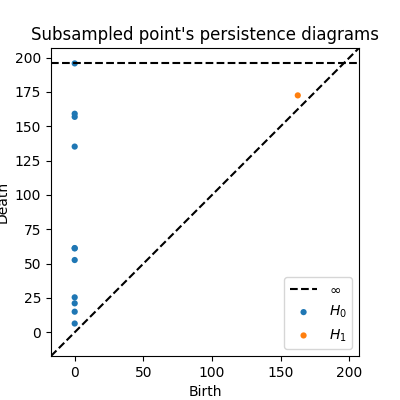 Subsampled point's persistence diagrams
200
175
150
125
100
75
50
25
0
Death
0 50 100 150 200
Birth
∞
H₀
H₁